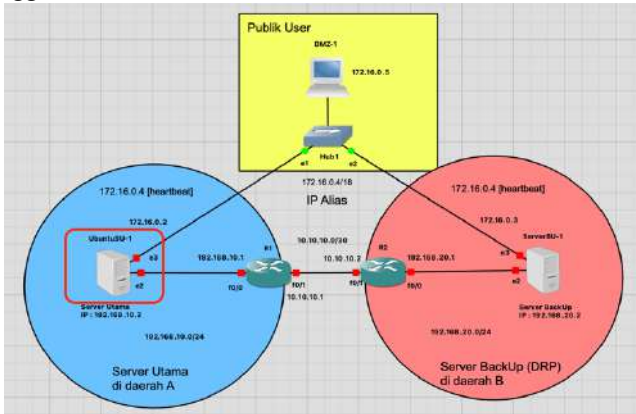 Publik User
DMZ-1
172.16.0.5
Hub1
e1
e2
172.16.0.4/16
IP Alias
172.16.0.4 [heartbeat]
172.16.0.4 [heartbeat]
172.16.0.2
172.16.0.3
UbuntuSU-1
ServerSU-1
e3
e3
192.168.10.1
R1
10.10.10.0/30
R2
10.10.10.2
192.168.20.1
e2
f0/0
f0/1
f0/1
f0/0
e2
10.10.10.1
Server Utama
IP : 192.168.10.2
Server BackUp
IP : 192.168.20.2
192.168.10.0/24
192.168.20.0/24
Server Utama
di daerah A
Server BackUp (DRP)
di daerah B